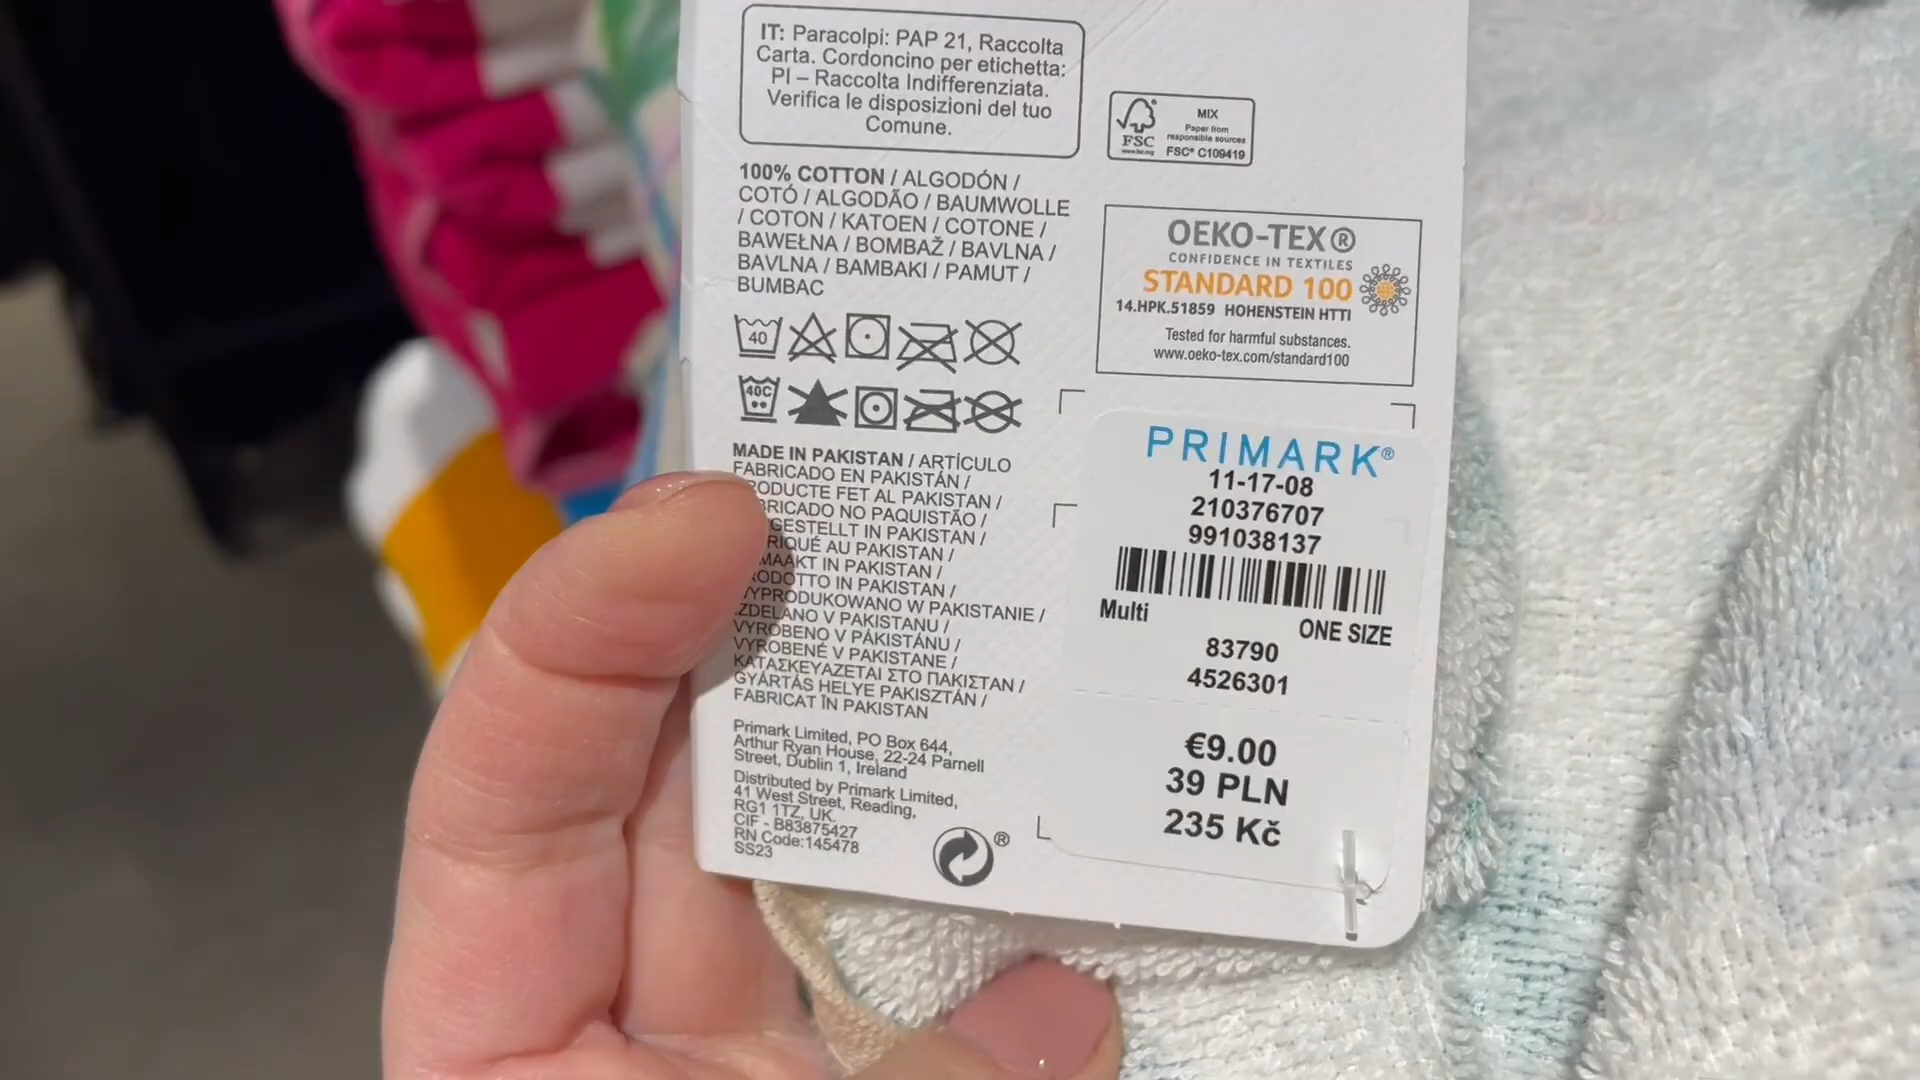 IT: Paracolpi: PAP 21, Raccolta
Carta. Cordoncino per etichetta:
PI – Raccolta Indifferenziata.
Verifica le disposizioni del tuo
Comune.
FSC
MIX
Paper from
responsible sources
FSC® C109419
100% COTTON / ALGODÓN /
COTÓ / ALGODÃO / BAUMWOLLE
/ COTON / KATOEN / COTONE /
BAWEŁNA / BOMBAŽ / BAVLNA /
BAVLNA / BAMBAKI / PAMUT /
BUMBAC
40
40C
OEKO-TEX®
CONFIDENCE IN TEXTILES
STANDARD 100
14.HPK.51859 HOHENSTEIN HTTI
Tested for harmful substances.
www.oeko-tex.com/standard100
MADE IN PAKISTAN / ARTÍCULO
FABRICADO EN PAKISTÁN /
FET AL PAKISTAN /
NO PAQUISTÃO /
IN PAKISTAN /
AU PAKISTAN /
IN PAKISTAN /
IN PAKISTAN /
WYPRODUKOWANO W PAKISTANIE /
V PAKISTANU /
VYROBENO V PÁKISTÁNU /
VYROBENÉ V PAKISTANE /
ΚΑΤΑΣΚΕΥΑΖΕΤΑΙ ΣΤΟ ΠΑΚΙΣΤΑΝ /
GYÁRTÁS HELYE PAKISZTÁN /
FABRICAT ÎN PAKISTAN
Primark Limited, PO Box 644,
Arthur Ryan House, 22-24 Parnell
Street, Dublin 1, Ireland
Distributed by Primark Limited,
41 West Street, Reading,
RG1 1TZ, UK.
CIF - B83875427
RN Code:145478
SS23
®
PRIMARK®
11-17-08
210376707
991038137
Multi
ONE SIZE
83790
4526301
€9.00
39 PLN
235 Kč